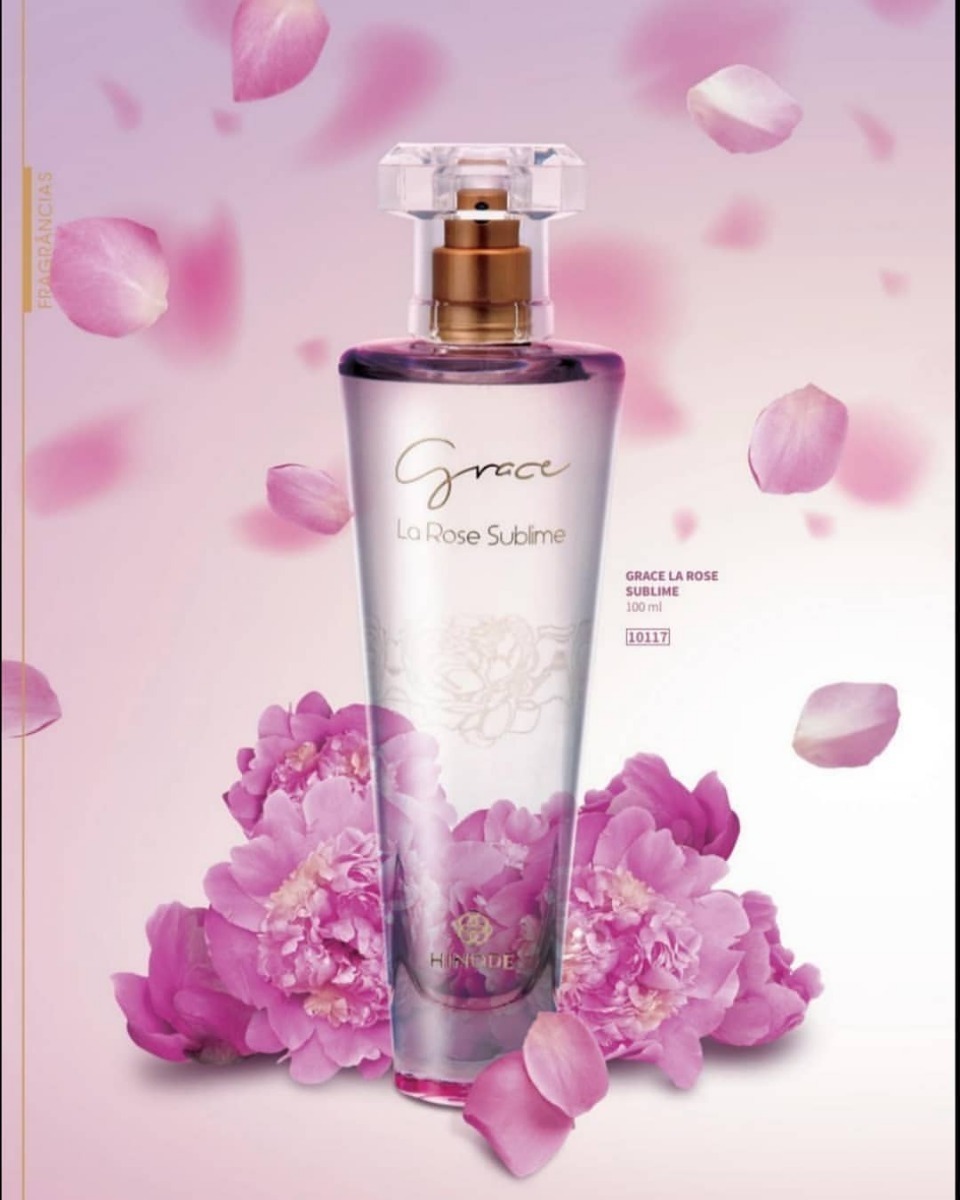 FRAGRÂNCIAS
Grace
La Rose Sublime
GRACE LA ROSE
SUBLIME
100 ml
10117
HINODE